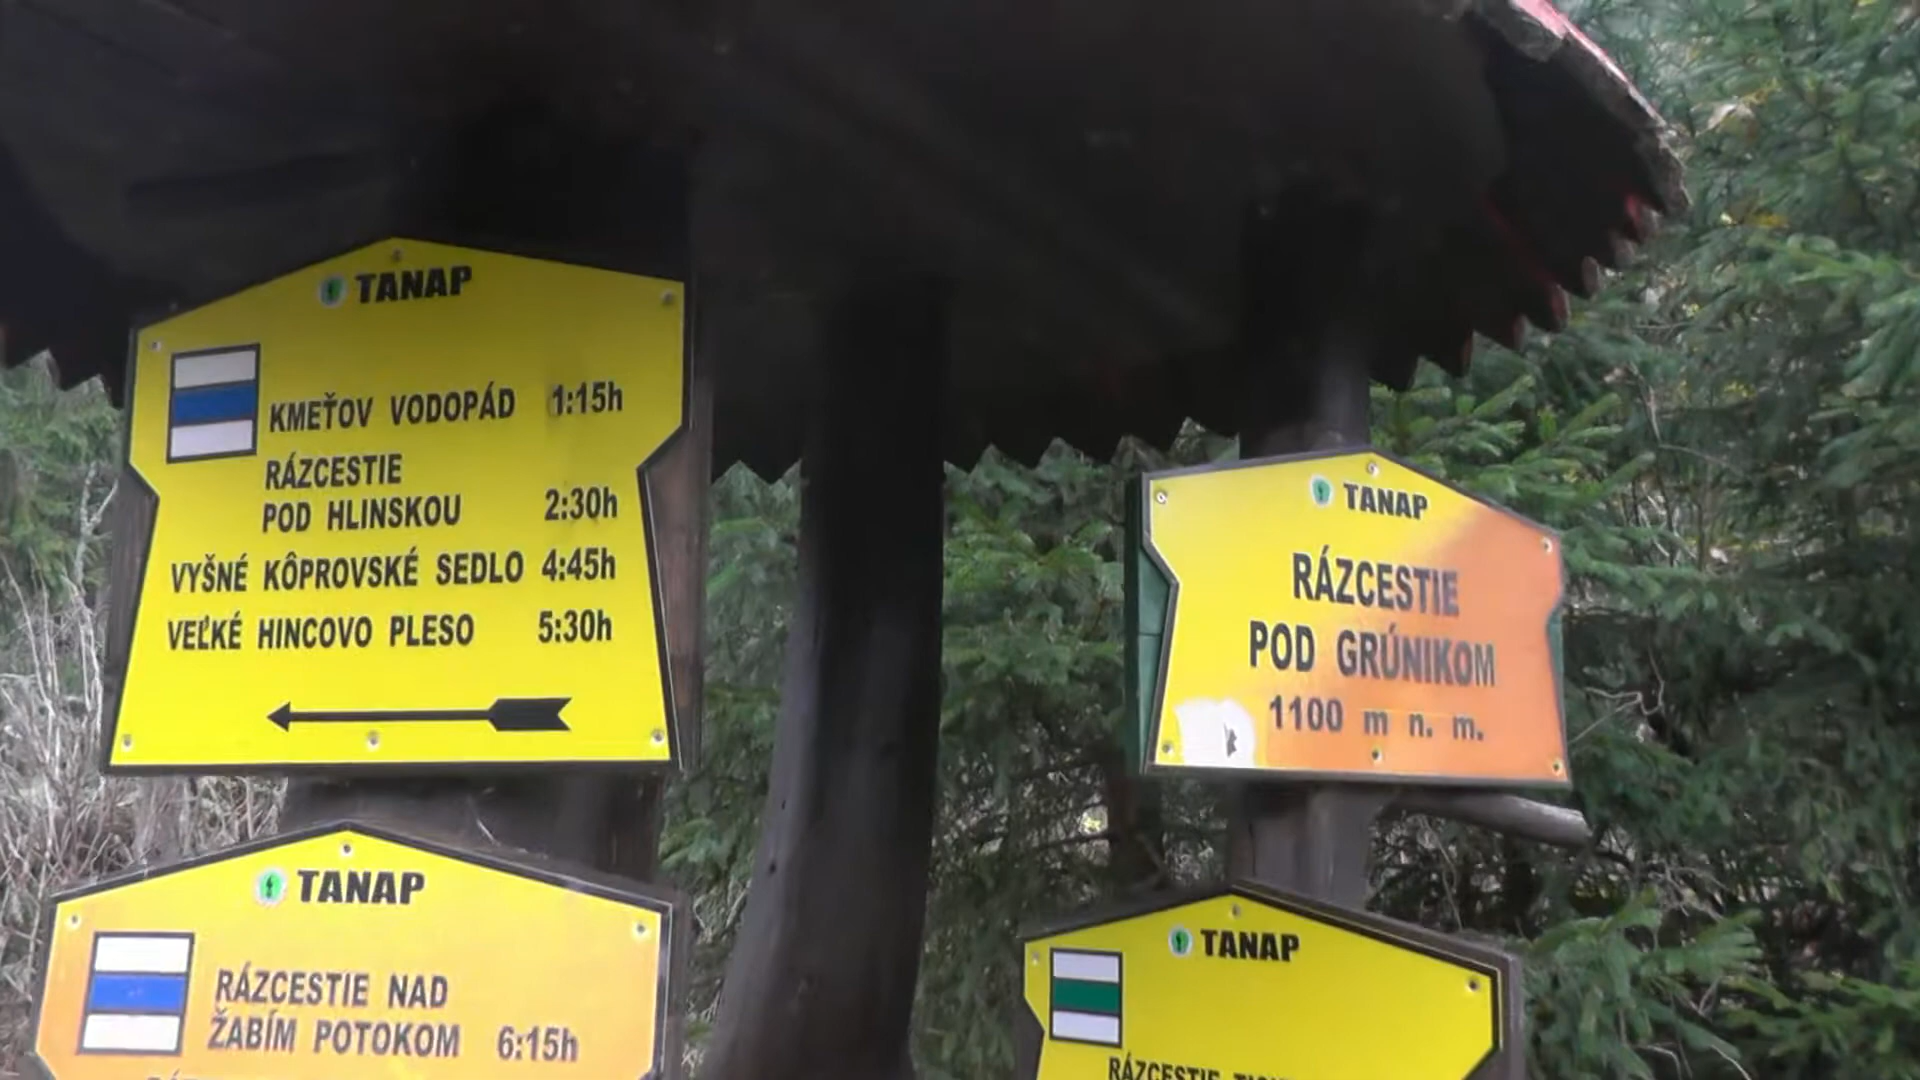 TANAP
KMEŤOV VODOPÁD 1:15h
RÁZCESTIE
POD HLINSKOU 2:30h
VYŠNÉ KÔPROVSKÉ SEDLO 4:45h
VEĽKÉ HINCOVO PLESO 5:30h
TANAP
RÁZCESTIE NAD
ŽABÍM POTOKOM 6:15h
TANAP
RÁZCESTIE
POD GRÚNIKOM
1100 m n. m.
TANAP
RÁZCESTIE